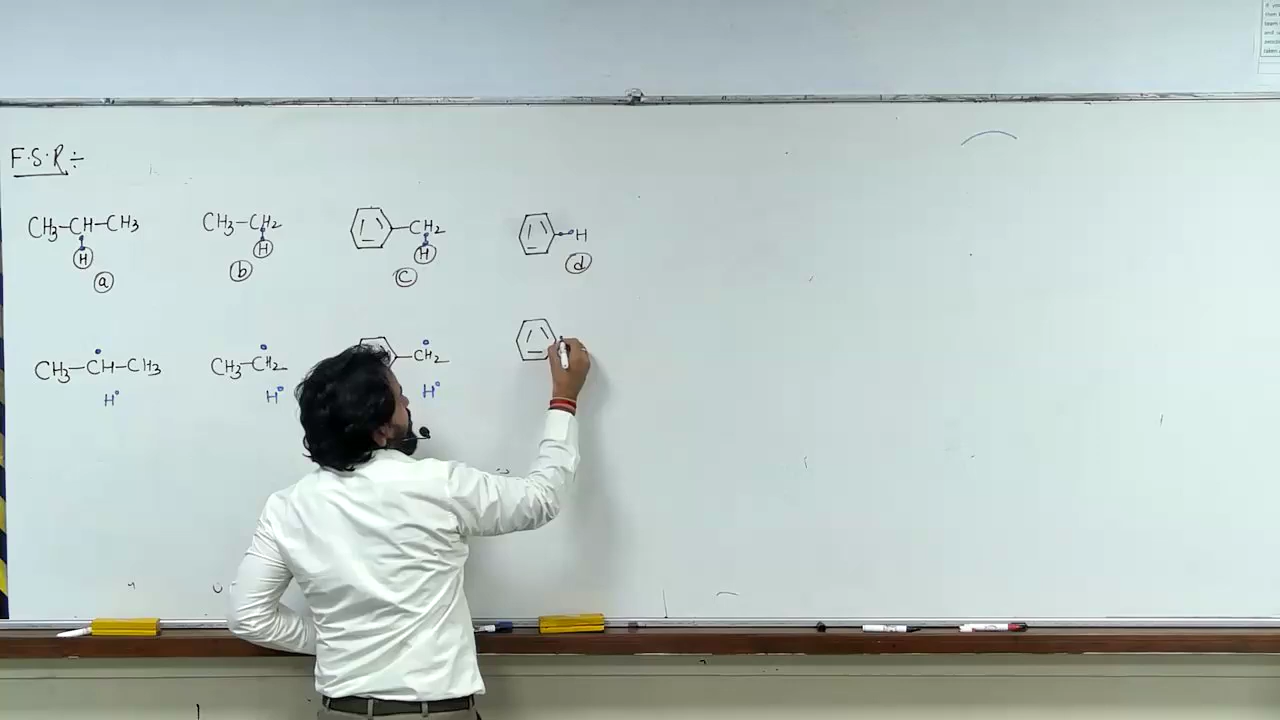 F.S.R ÷
CH3-CH-CH3 CH3-CH2 CH2 H
H H H
a b c d
CH3-CH-CH3 CH3-CH2 CH2
H° H° H°